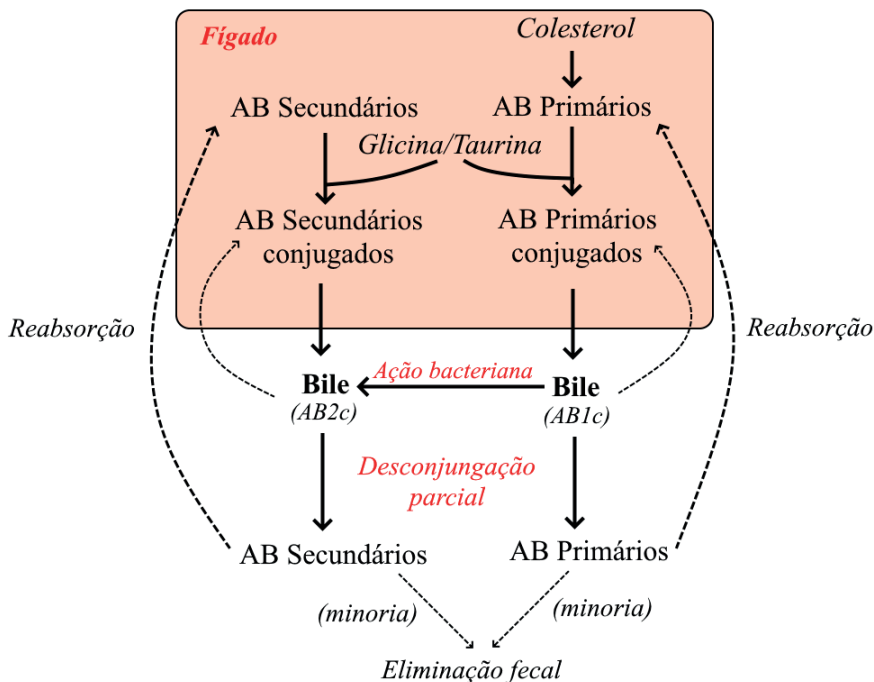 Fígado
Colesterol
AB Secundários
AB Primários
Glicina/Taurina
AB Secundários
conjugados
AB Primários
conjugados
Reabsorção
Reabsorção
Ação bacteriana
Bile
(AB2c)
Bile
(AB1c)
Desconjungação
parcial
AB Secundários
AB Primários
(minoria)
(minoria)
Eliminação fecal